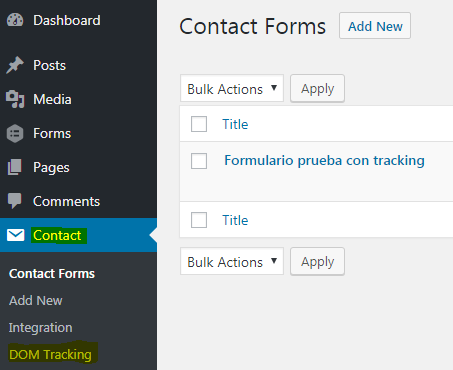 Dashboard
Posts
Media
Forms
Pages
Comments
Contact
Contact Forms
Add New
Integration
DOM Tracking
Contact Forms Add New
Bulk Actions Apply
Title
Formulario prueba con tracking
Title
Bulk Actions Apply